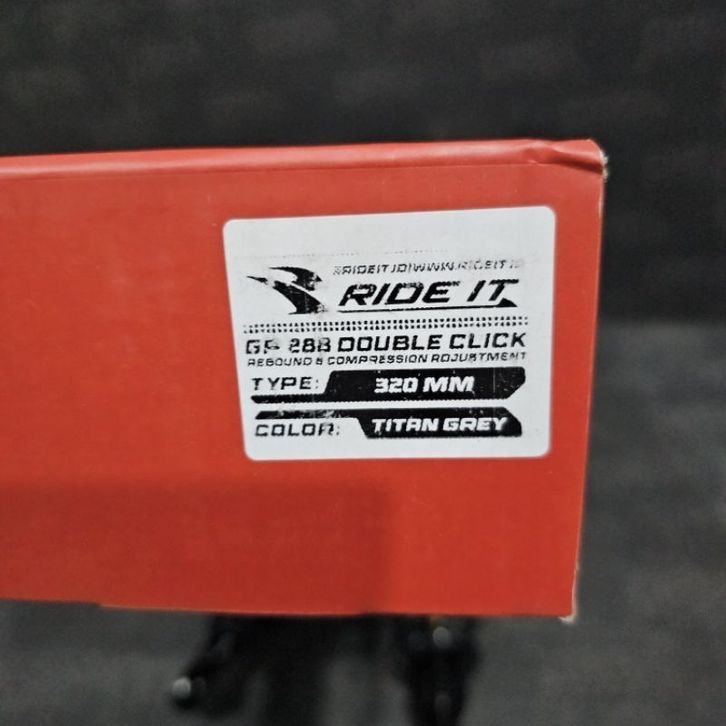 RIDE IT
GP 288 DOUBLE CLICK
REBOUND & COMPRESSION ADJUSTMENT
TYPE: 320 MM
COLOR: TITAN GREY